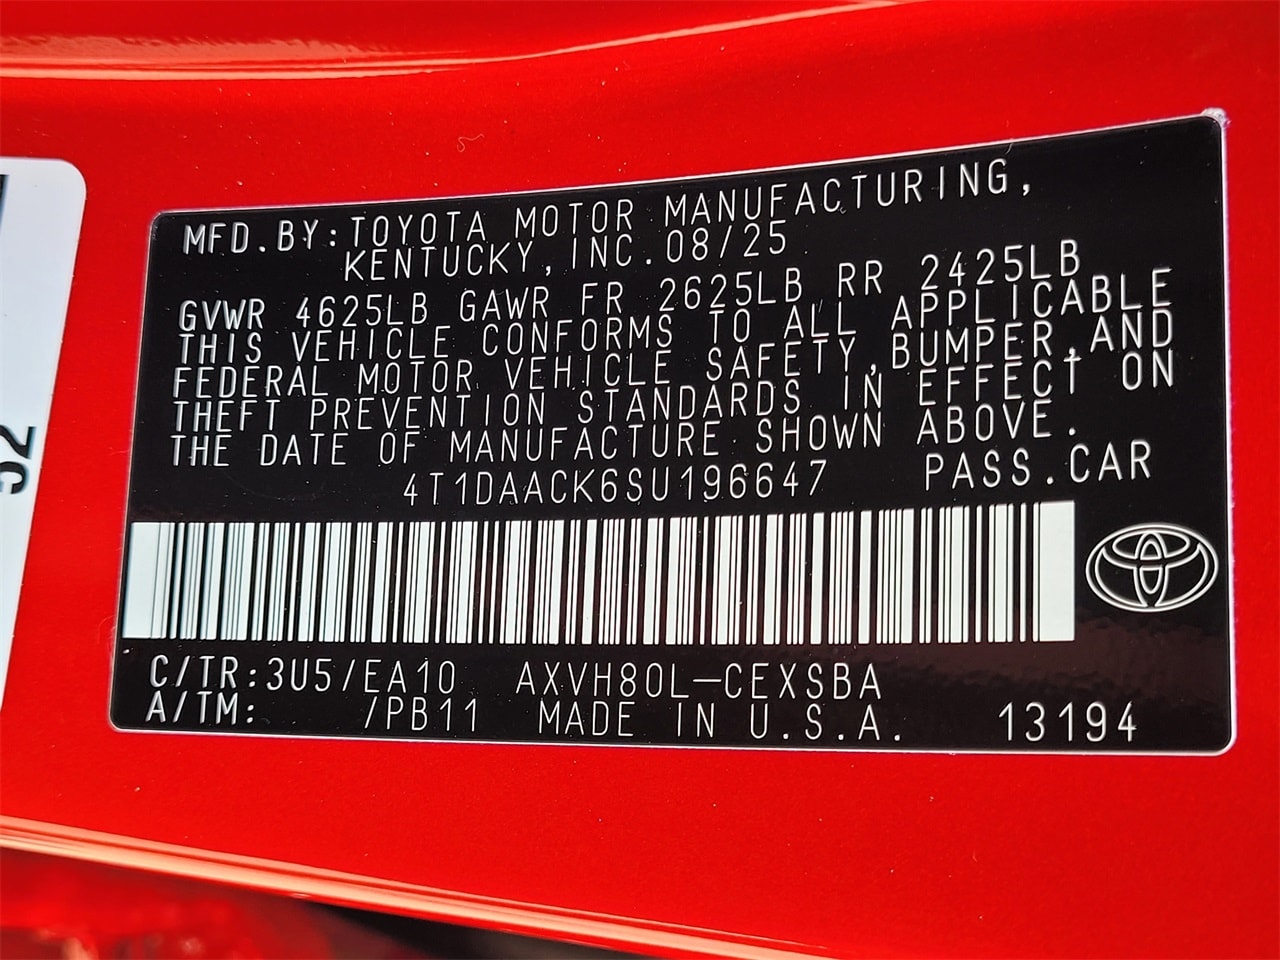 MFD.BY:TOYOTA MOTOR MANUFACTURING,
KENTUCKY,INC.08/25
GVWR 4625LB GAWR FR 2625LB RR 2425LB
THIS VEHICLE CONFORMS TO ALL APPLICABLE
FEDERAL MOTOR VEHICLE SAFETY,BUMPER,AND
THEFT PREVENTION STANDARDS IN EFFECT ON
THE DATE OF MANUFACTURE SHOWN ABOVE.
4T1DAACK6SU196647 PASS.CAR
C/TR:3U5/EA10 AXVH80L-CEXSBA
A/TM: /PB11 MADE IN U.S.A. 13194
52